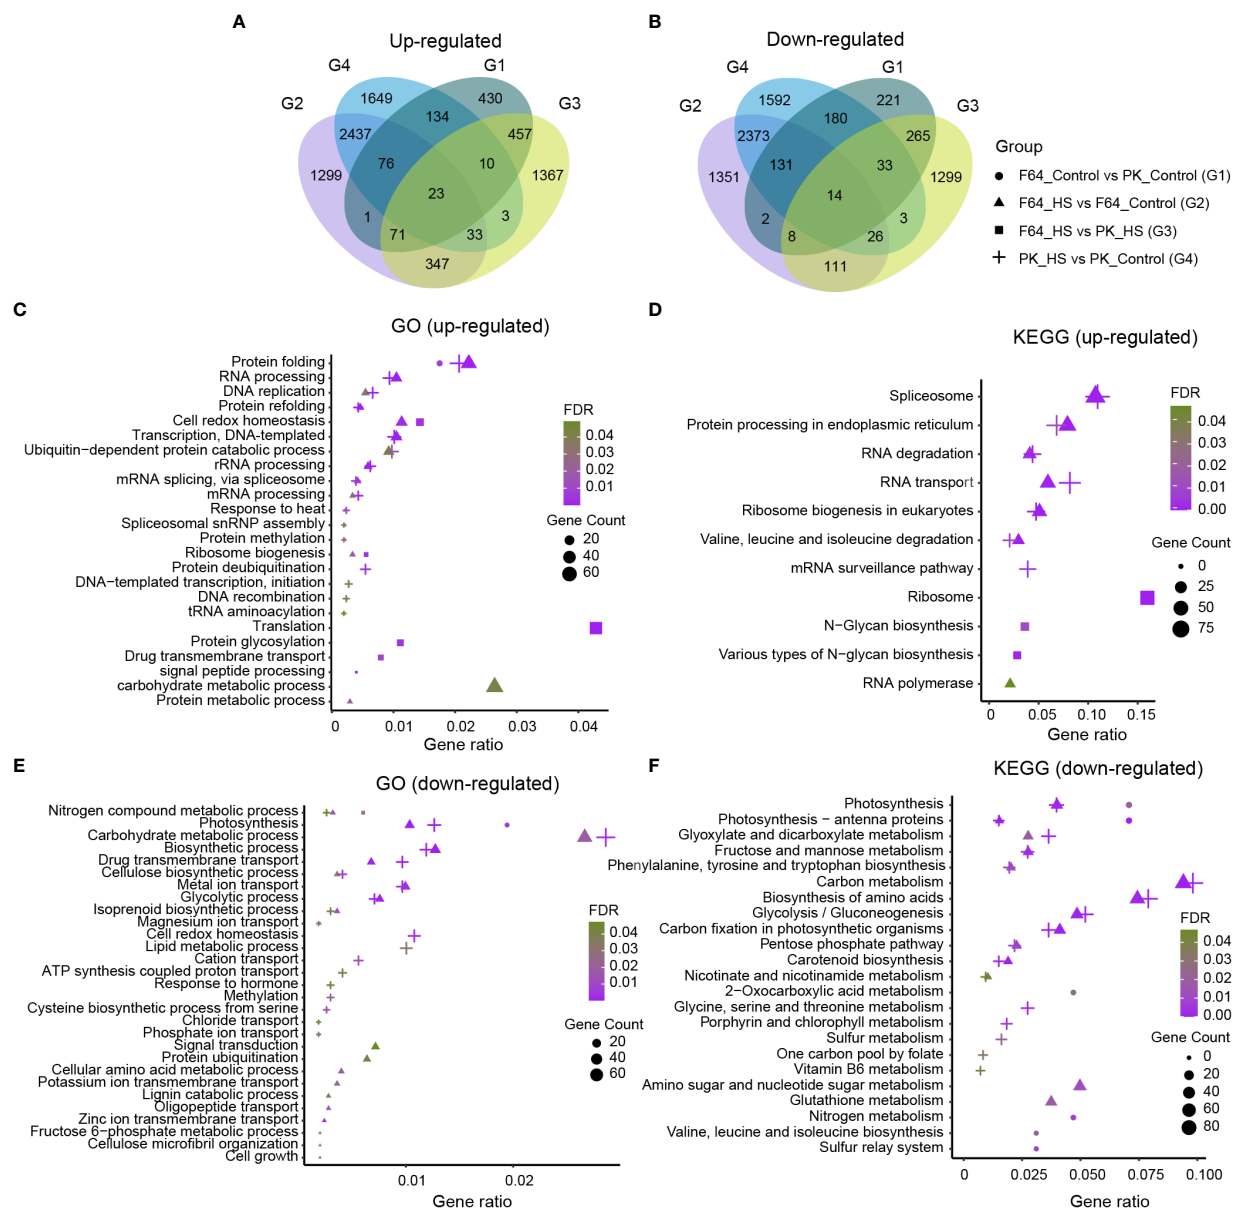 A
Up-regulated
G4
G1
G2
G3
1649
430
134
2437
457
76
10
1299
1367
23
1
3
71
33
347
B
Down-regulated
G4
G1
G2
G3
1592
221
180
2373
265
131
33
1351
1299
14
2
3
8
26
111
Group
F64_Control vs PK_Control (G1)
F64_HS vs F64_Control (G2)
F64_HS vs PK_HS (G3)
PK_HS vs PK_Control (G4)
C
GO (up-regulated)
Protein folding
RNA processing
DNA replication
Protein refolding
Cell redox homeostasis
Transcription, DNA-templated
Ubiquitin-dependent protein catabolic process
rRNA processing
mRNA splicing, via spliceosome
mRNA processing
Response to heat
Spliceosomal snRNP assembly
Protein methylation
Ribosome biogenesis
Protein deubiquitination
DNA-templated transcription, initiation
DNA recombination
tRNA aminoacylation
Translation
Protein glycosylation
Drug transmembrane transport
signal peptide processing
carbohydrate metabolic process
Protein metabolic process
0
0.01
0.02
0.03
0.04
Gene ratio
FDR
0.04
0.03
0.02
0.01
Gene Count
20
40
60
D
KEGG (up-regulated)
Spliceosome
Protein processing in endoplasmic reticulum
RNA degradation
RNA transport
Ribosome biogenesis in eukaryotes
Valine, leucine and isoleucine degradation
mRNA surveillance pathway
Ribosome
N-Glycan biosynthesis
Various types of N-glycan biosynthesis
RNA polymerase
0
0.05
0.10
0.15
Gene ratio
FDR
0.04
0.03
0.02
0.01
0.00
Gene Count
0
25
50
75
E
GO (down-regulated)
Nitrogen compound metabolic process
Photosynthesis
Carbohydrate metabolic process
Biosynthetic process
Drug transmembrane transport
Cellulose biosynthetic process
Metal ion transport
Glycolytic process
Isoprenoid biosynthetic process
Magnesium ion transport
Cell redox homeostasis
Lipid metabolic process
Cation transport
ATP synthesis coupled proton transport
Response to hormone
Methylation
Cysteine biosynthetic process from serine
Chloride transport
Phosphate ion transport
Signal transduction
Protein ubiquitination
Cellular amino acid metabolic process
Potassium ion transmembrane transport
Lignin catabolic process
Oligopeptide transport
Zinc ion transmembrane transport
Fructose 6-phosphate metabolic process
Cellulose microfibril organization
Cell growth
0.01
0.02
Gene ratio
FDR
0.04
0.03
0.02
0.01
Gene Count
20
40
60
F
KEGG (down-regulated)
Photosynthesis
Photosynthesis - antenna proteins
Glyoxylate and dicarboxylate metabolism
Fructose and mannose metabolism
Phenylalanine, tyrosine and tryptophan biosynthesis
Carbon metabolism
Biosynthesis of amino acids
Glycolysis / Gluconeogenesis
Carbon fixation in photosynthetic organisms
Pentose phosphate pathway
Carotenoid biosynthesis
Nicotinate and nicotinamide metabolism
2-Oxocarboxylic acid metabolism
Glycine, serine and threonine metabolism
Porphyrin and chlorophyll metabolism
Sulfur metabolism
One carbon pool by folate
Vitamin B6 metabolism
Amino sugar and nucleotide sugar metabolism
Glutathione metabolism
Nitrogen metabolism
Valine, leucine and isoleucine biosynthesis
Sulfur relay system
0
0.025
0.050
0.075
0.100
Gene ratio
FDR
0.04
0.03
0.02
0.01
0.00
Gene Count
0
20
40
60
80